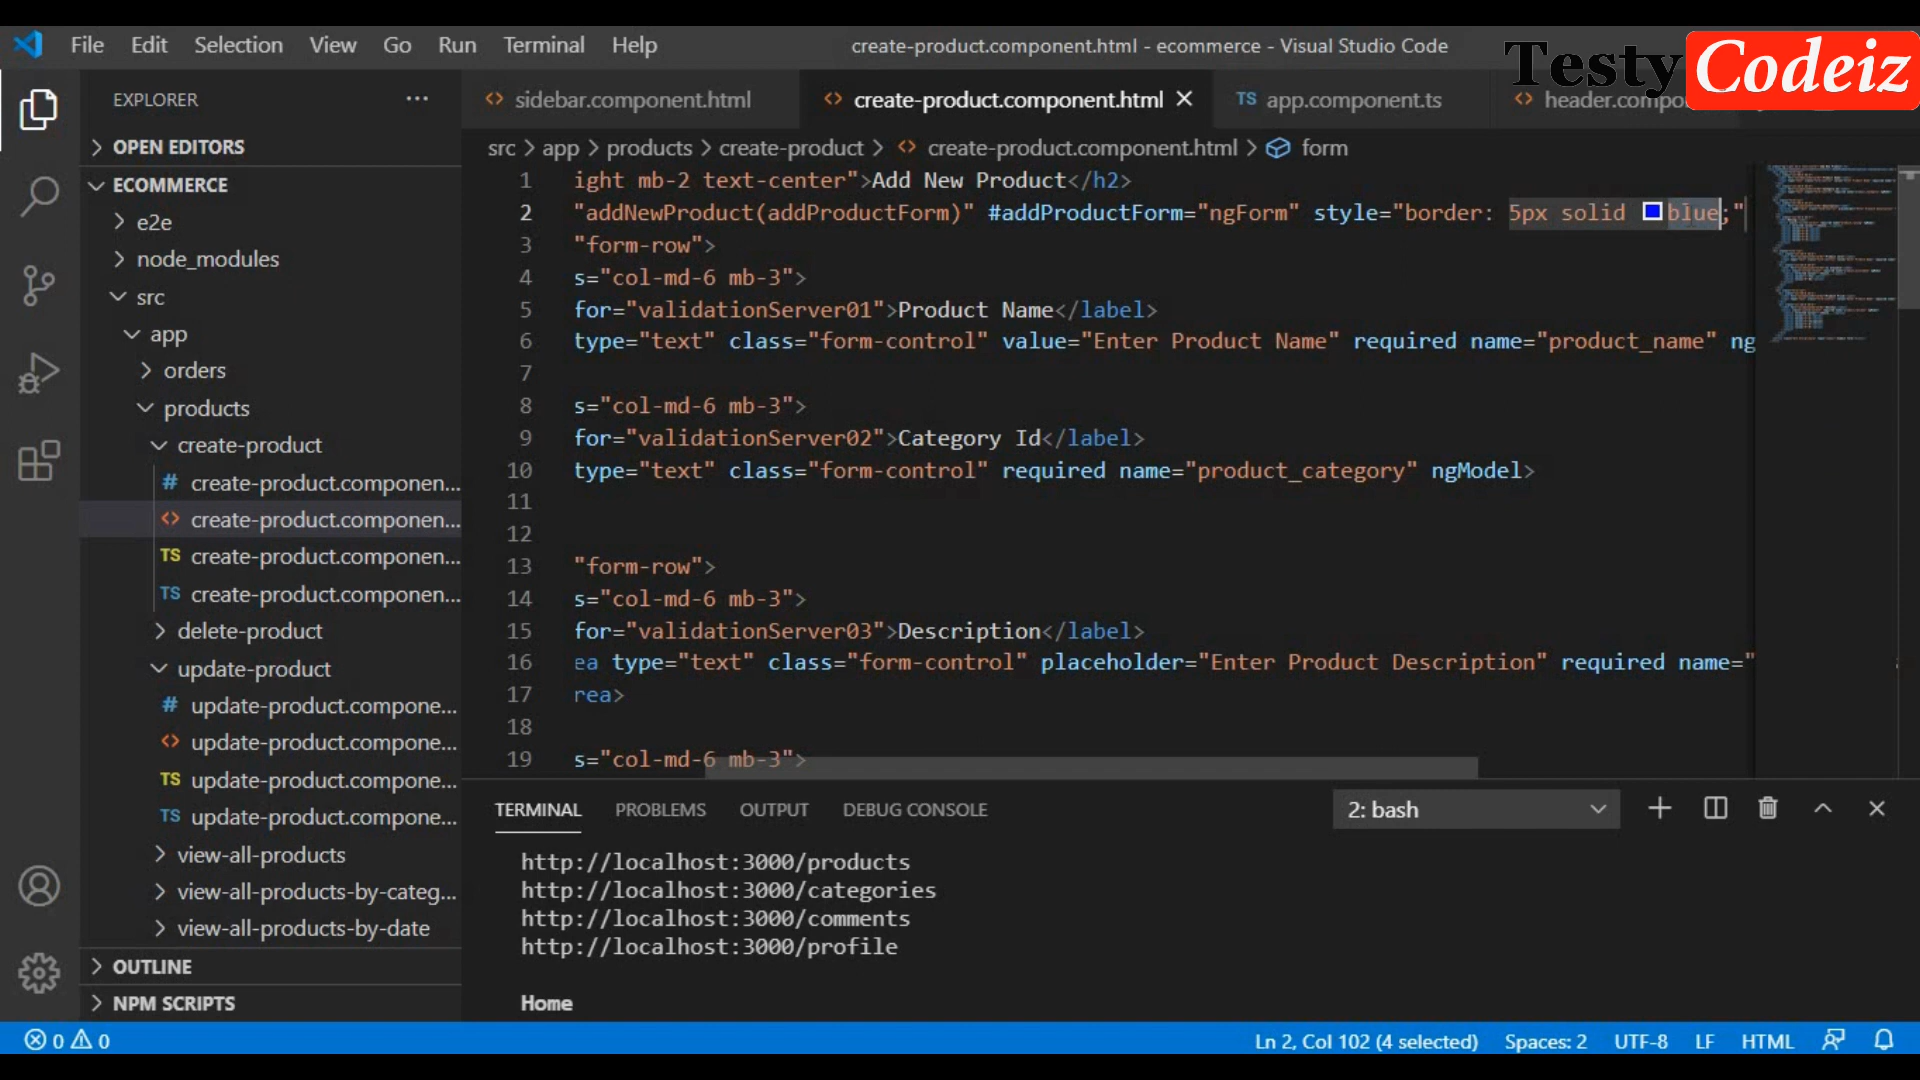 File Edit Selection View Go Run Terminal Help create-product.component.html - ecommerce - Visual Studio Code
Testy Codeiz
EXPLORER ···
sidebar.component.html create-product.component.html TS app.component.ts
OPEN EDITORS
src > app > products > create-product > create-product.component.html > form
ECOMMERCE
e2e
node_modules
src
app
orders
products
create-product
# create-product.componen...
create-product.componen...
TS create-product.componen...
TS create-product.componen...
delete-product
update-product
# update-product.compone...
update-product.compone...
TS update-product.compone...
TS update-product.compone...
view-all-products
view-all-products-by-categ...
view-all-products-by-date
OUTLINE
NPM SCRIPTS
1 ight mb-2 text-center">Add New Product</h2>
2 "addNewProduct(addProductForm)" #addProductForm="ngForm" style="border: 5px solid blue;"
3 "form-row">
4 s="col-md-6 mb-3">
5 for="validationServer01">Product Name</label>
6 type="text" class="form-control" value="Enter Product Name" required name="product_name" ng
7
8 s="col-md-6 mb-3">
9 for="validationServer02">Category Id</label>
10 type="text" class="form-control" required name="product_category" ngModel>
11
12
13 "form-row">
14 s="col-md-6 mb-3">
15 for="validationServer03">Description</label>
16 ea type="text" class="form-control" placeholder="Enter Product Description" required name="
17 rea>
18
19 s="col-md-6 mb-3">
TERMINAL PROBLEMS OUTPUT DEBUG CONSOLE 2: bash
http://localhost:3000/products
http://localhost:3000/categories
http://localhost:3000/comments
http://localhost:3000/profile
Home
0 0 Ln 2, Col 102 (4 selected) Spaces: 2 UTF-8 LF HTML